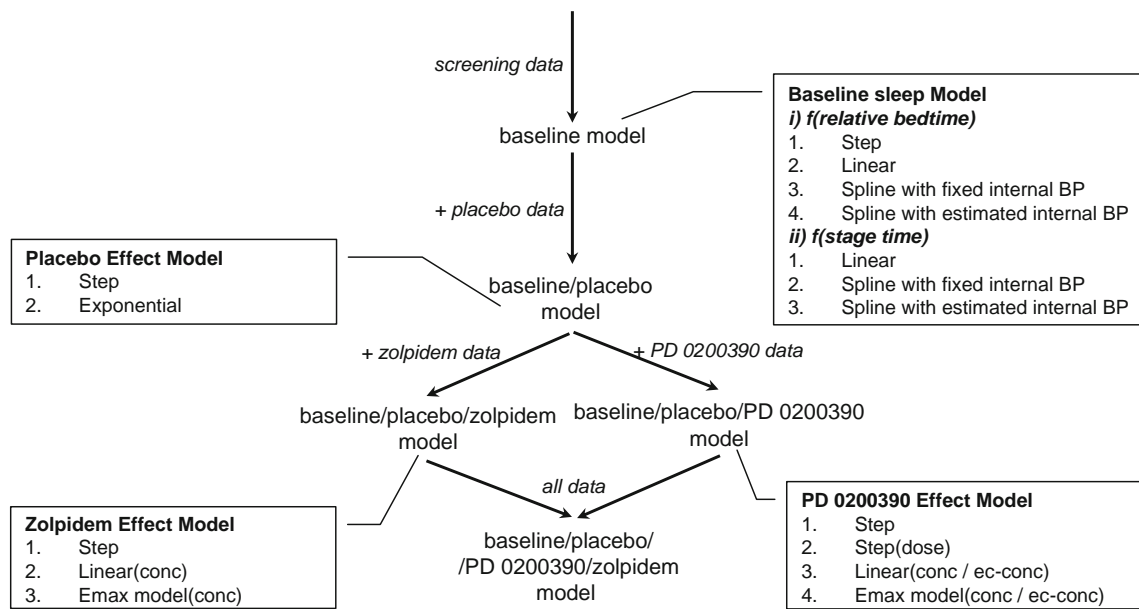 screening data
baseline model
Baseline sleep Model
i) f(relative bedtime)
1. Step
2. Linear
3. Spline with fixed internal BP
4. Spline with estimated internal BP
ii) f(stage time)
1. Linear
2. Spline with fixed internal BP
3. Spline with estimated internal BP
+ placebo data
Placebo Effect Model
1. Step
2. Exponential
baseline/placebo
model
+ zolpidem data
+ PD 0200390 data
baseline/placebo/zolpidem
model
baseline/placebo/PD 0200390
model
all data
Zolpidem Effect Model
1. Step
2. Linear(conc)
3. Emax model(conc)
baseline/placebo/
/PD 0200390/zolpidem
model
PD 0200390 Effect Model
1. Step
2. Step(dose)
3. Linear(conc / ec-conc)
4. Emax model(conc / ec-conc)